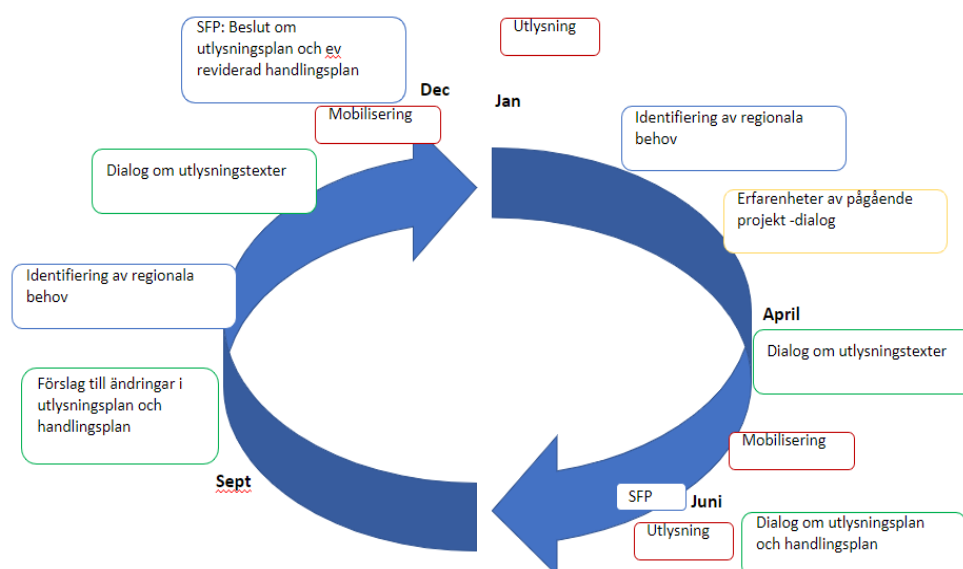 SFP: Beslut om
utlysningsplan och ev
reviderad handlingsplan
Utlysning
Dec
Jan
Mobilisering
Identifiering av regionala
behov
Dialog om utlysningstexter
Erfarenheter av pågående
projekt -dialog
Identifiering av regionala
behov
April
Dialog om utlysningstexter
Förslag till ändringar i
utlysningsplan och
handlingsplan
Mobilisering
Sept
SFP
Juni
Utlysning
Dialog om utlysningsplan
och handlingsplan